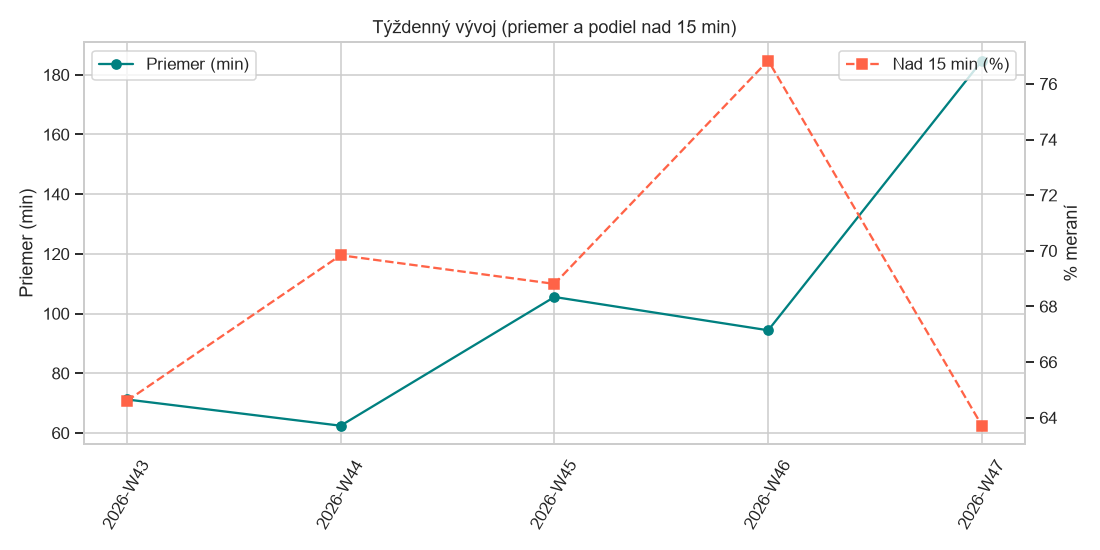 Týždenný vývoj (priemer a podiel nad 15 min)
Priemer (min)
Nad 15 min (%)
180
160
140
120
100
80
60
Priemer (min)
76
74
72
70
68
66
64
% meraní
2026-W43
2026-W44
2026-W45
2026-W46
2026-W47